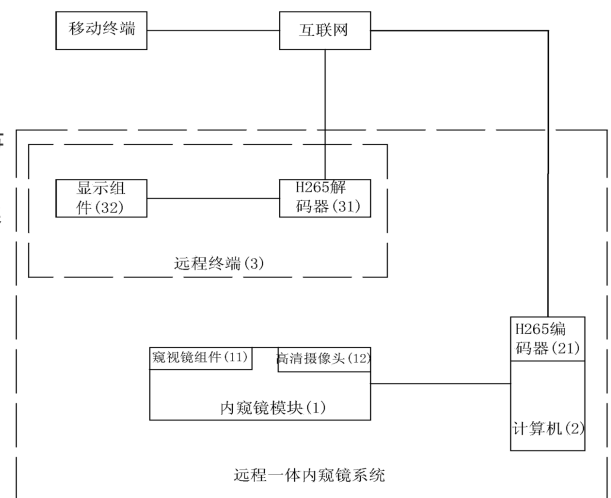 移动终端
互联网
显示组
件(32)
H265解
码器(31)
远程终端(3)
H265编
码器(21)
窥视镜组件(11)
高清摄像头(12)
内窥镜模块(1)
计算机(2)
远程一体内窥镜系统